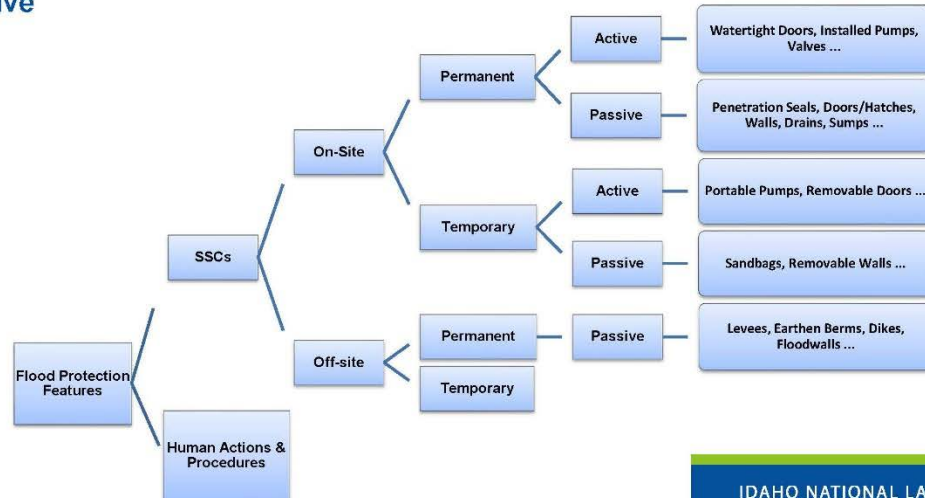 Active
Watertight Doors, Installed Pumps,
Valves ...
Permanent
Passive
Penetration Seals, Doors/Hatches,
Walls, Drains, Sumps ...
On-Site
Active
Portable Pumps, Removable Doors ...
Temporary
SSCs
Passive
Sandbags, Removable Walls ...
Permanent
Passive
Levees, Earthen Berms, Dikes,
Floodwalls ...
Off-site
Flood Protection
Features
Temporary
Human Actions &
Procedures
IDAHO NATIONAL